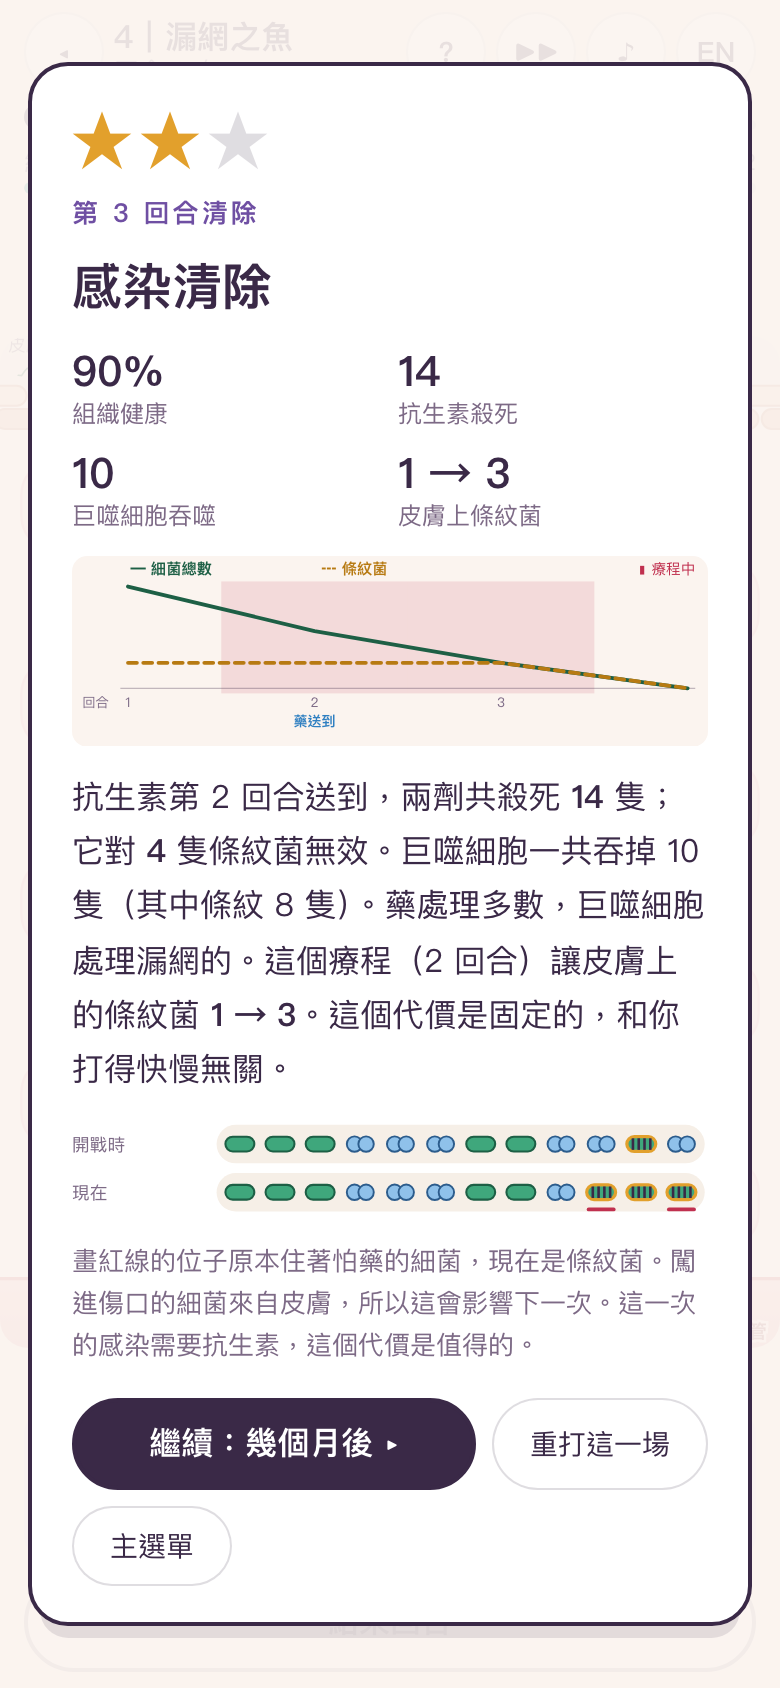 4｜漏網之魚
?
EN
第 3 回合清除
感染清除
90%
組織健康
14
抗生素殺死
10
巨噬細胞吞噬
1 → 3
皮膚上條紋菌
細菌總數
條紋菌
療程中
回合
1
2
3
藥送到
抗生素第 2 回合送到，兩劑共殺死 14 隻；
它對 4 隻條紋菌無效。巨噬細胞一共吞掉 10
隻（其中條紋 8 隻）。藥處理多數，巨噬細胞
處理漏網的。這個療程（2 回合）讓皮膚上
的條紋菌 1 → 3。這個代價是固定的，和你
打得快慢無關。
開戰時
現在
畫紅線的位子原本住著怕藥的細菌，現在是條紋菌。闖
進傷口的細菌來自皮膚，所以這會影響下一次。這一次
的感染需要抗生素，這個代價是值得的。
繼續：幾個月後 ▸
重打這一場
主選單